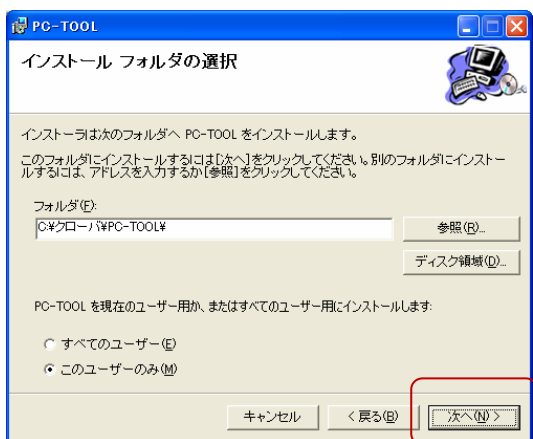 PC-TOOL
インストール フォルダの選択
インストーラは次のフォルダへ PC-TOOL をインストールします。
このフォルダにインストールするには[次へ]をクリックしてください。別のフォルダにインストー
ルするには、アドレスを入力するか[参照]をクリックしてください。
フォルダ(F):
C:¥クローバ¥PC-TOOL¥
参照(R)...
ディスク領域(D)...
PC-TOOL を現在のユーザー用か、またはすべてのユーザー用にインストールします:
すべてのユーザー(E)
このユーザーのみ(M)
キャンセル
< 戻る(B)
次へ(N) >